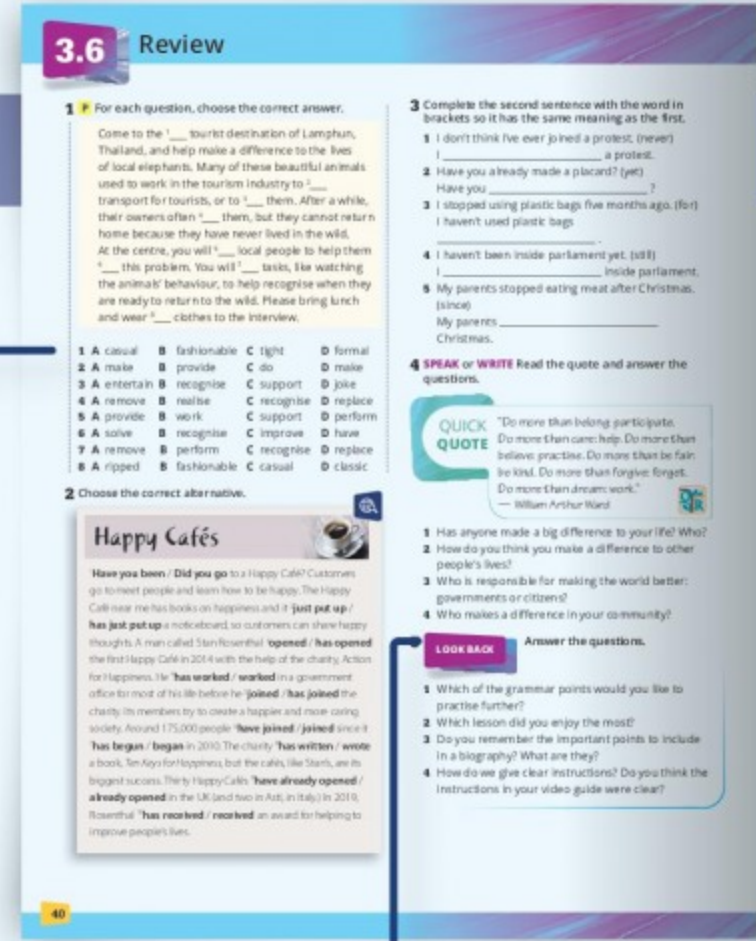 3.6
Review
1 P For each question, choose the correct answer.
Come to the 1___ tourist destination of Lamphun,
Thailand, and help make a difference to the lives
of local elephants. Many of these beautiful animals
used to work in the tourism industry to 2___
transport for tourists, or to 3___ them. After a while,
their owners often 4___ them, but they cannot return
home because they have never lived in the wild.
At the centre, you will 5___ local people to help them
6___ this problem. You will 7___ tasks, like watching
the animals' behaviour, to help recognise when they
are ready to return to the wild. Please bring lunch
and wear 8___ clothes to the interview.
1 A casual B fashionable C tight D formal
2 A make B provide C do D make
3 A entertain B recognise C support D joke
4 A remove B realise C recognise D replace
5 A provide B work C support D perform
6 A solve B recognise C improve D have
7 A remove B perform C recognise D replace
8 A ripped B fashionable C casual D classic
2 Choose the correct alternative.
Happy Cafés
Have you been / Did you go to a Happy Café? Customers
go to meet people and learn how to be happy. The Happy
Café near me has books on happiness and it just put up /
has just put up a noticeboard, so customers can share happy
thoughts. A man called Stan Rosenthal opened / has opened
the first Happy Café in 2014 with the help of the charity, Action
for Happiness. He has worked / worked in a government
office for most of his life before he joined / has joined the
charity. Its members try to create a happier and more caring
society. Around 175,000 people have joined / joined since it
has begun / began in 2010. The charity has written / wrote
a book, Ten Keys for Happiness, but the cafés, like Stan's, are its
biggest success. Thirty Happy Cafés have already opened /
already opened in the UK (and two in Asti, in Italy.) In 2019,
Rosenthal has received / received an award for helping to
improve people's lives.
40
3 Complete the second sentence with the word in
brackets so it has the same meaning as the first.
1 I don't think I've ever joined a protest. (never)
I ____________________ a protest.
2 Have you already made a placard? (yet)
Have you ____________________ ?
3 I stopped using plastic bags five months ago. (for)
I haven't used plastic bags
____________________ .
4 I haven't been inside parliament yet. (still)
I ____________________ inside parliament.
5 My parents stopped eating meat after Christmas.
(since)
My parents ____________________
Christmas.
4 SPEAK or WRITE Read the quote and answer the
questions.
QUICK
QUOTE
"Do more than belong: participate.
Do more than care: help. Do more than
believe: practise. Do more than be fair:
be kind. Do more than forgive: forget.
Do more than dream: work."
— William Arthur Ward
1 Has anyone made a big difference to your life? Who?
2 How do you think you make a difference to other
people's lives?
3 Who is responsible for making the world better:
governments or citizens?
4 Who makes a difference in your community?
LOOK BACK
Answer the questions.
1 Which of the grammar points would you like to
practise further?
2 Which lesson did you enjoy the most?
3 Do you remember the important points to include
in a biography? What are they?
4 How do we give clear instructions? Do you think the
instructions in your video guide were clear?